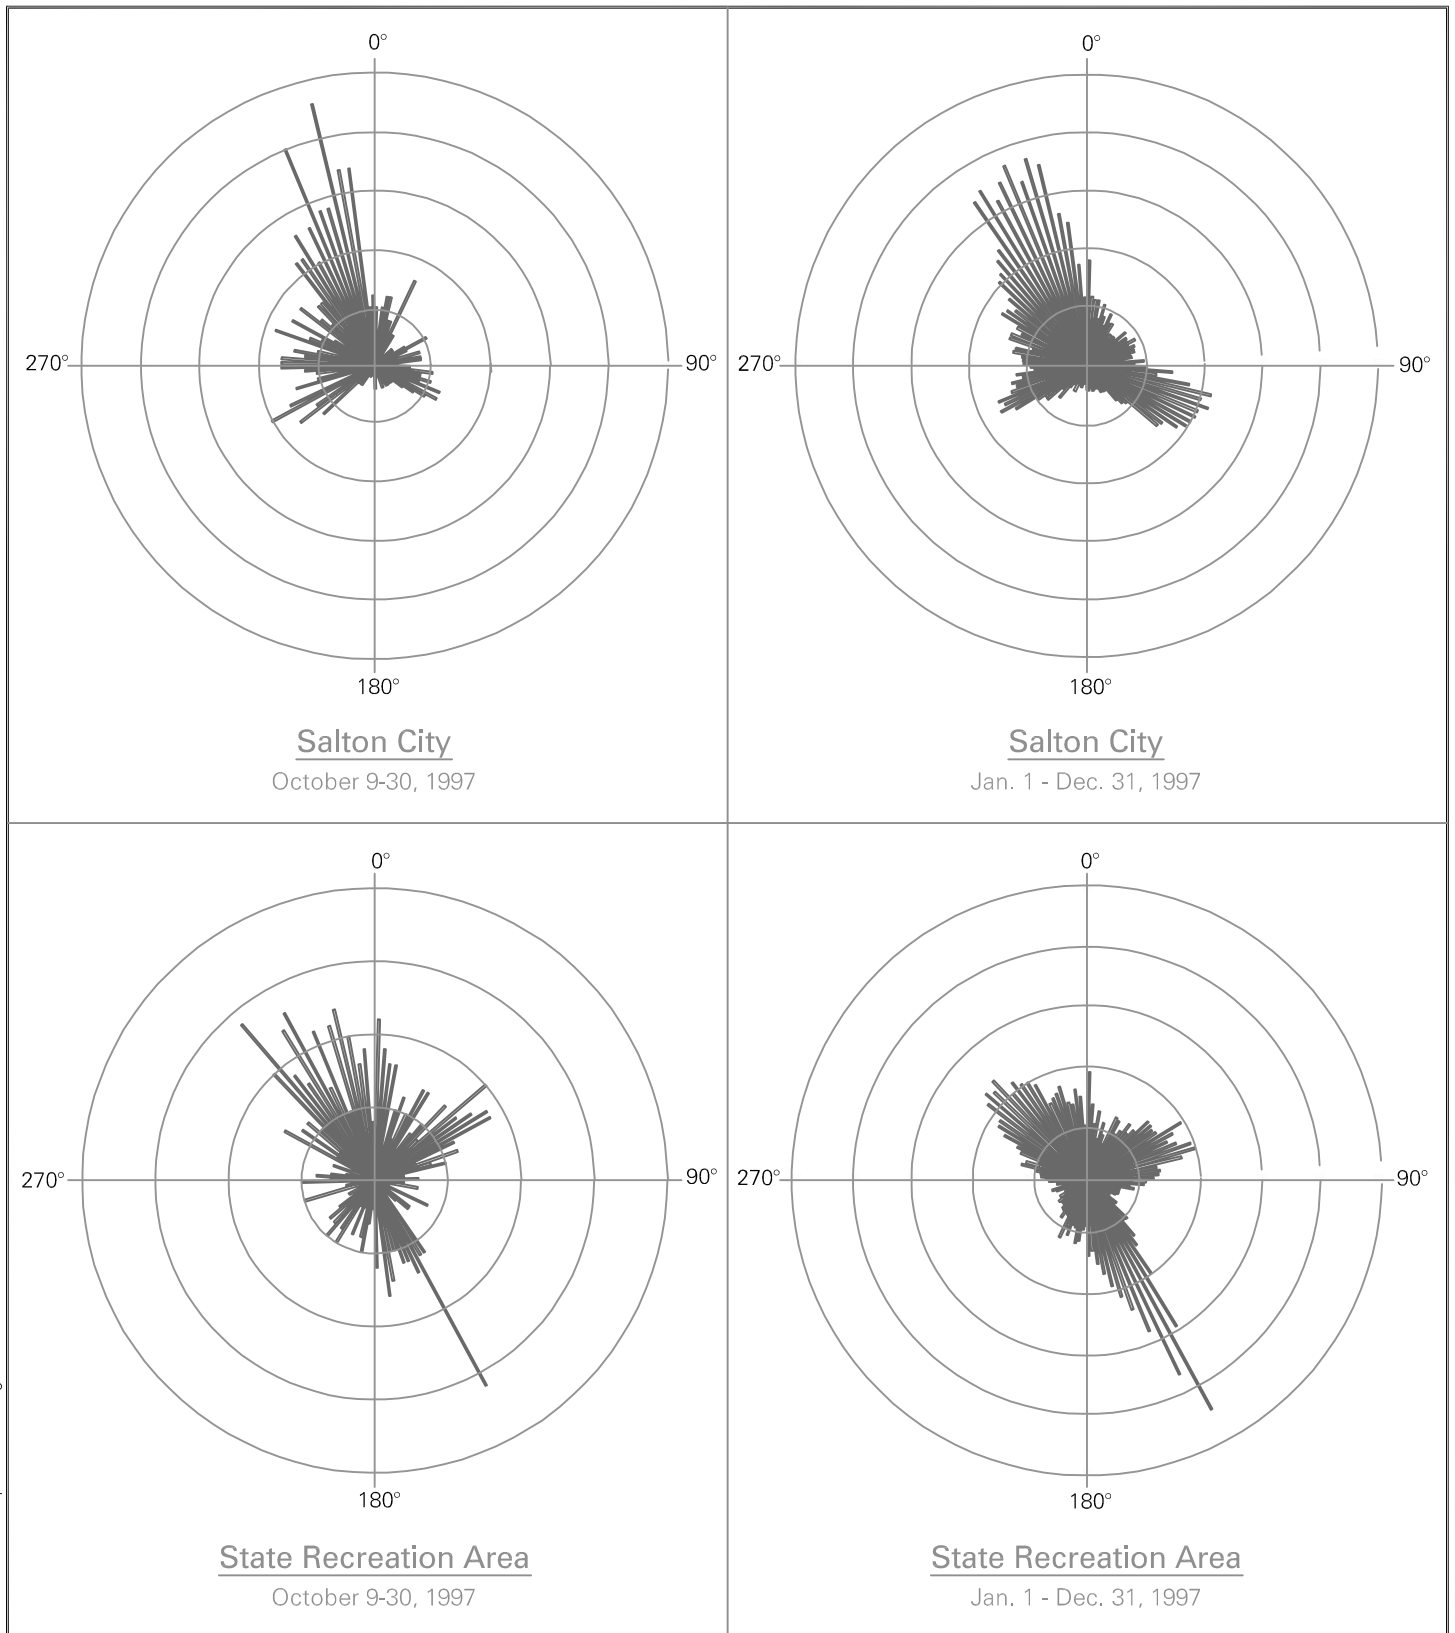 0°
0°
270°
90°
270°
90°
180°
180°
Salton City
Salton City
October 9-30, 1997
Jan. 1 - Dec. 31, 1997
0°
0°
270°
90°
270°
90°
180°
180°
State Recreation Area
State Recreation Area
October 9-30, 1997
Jan. 1 - Dec. 31, 1997